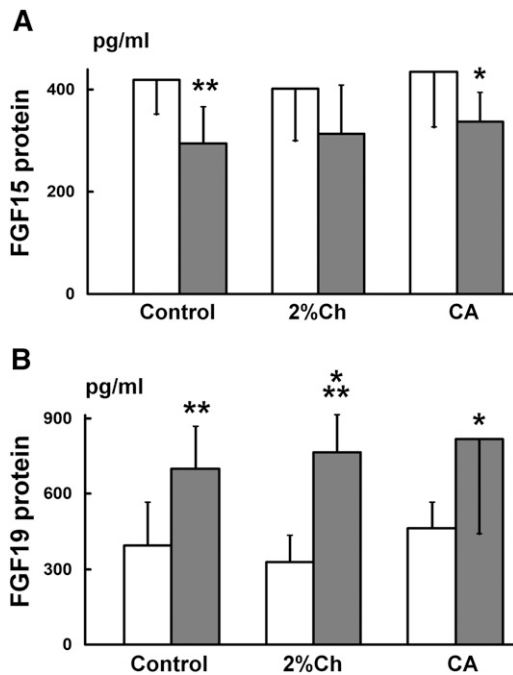 A
pg/ml
FGF15 protein
400
200
0
** *
Control 2%Ch CA
B
pg/ml
FGF19 protein
900
600
300
0
*
** ** *
Control 2%Ch CA